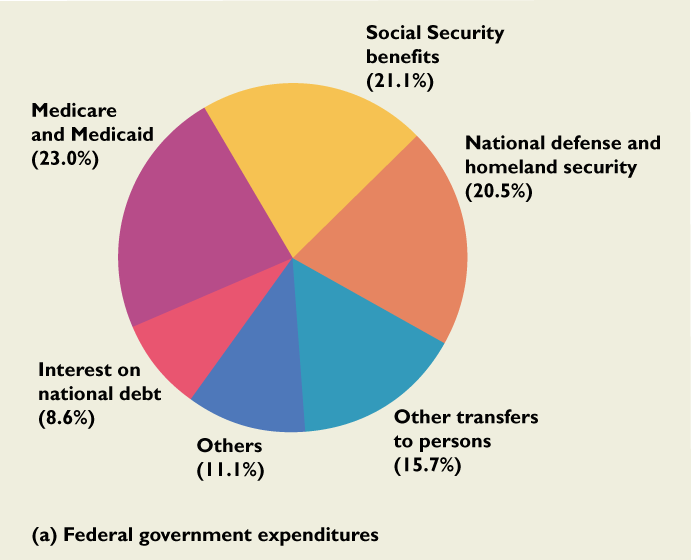 Social Security
benefits
(21.1%)
Medicare
and Medicaid
(23.0%)
National defense and
homeland security
(20.5%)
Interest on
national debt
(8.6%)
Others
(11.1%)
Other transfers
to persons
(15.7%)
(a) Federal government expenditures